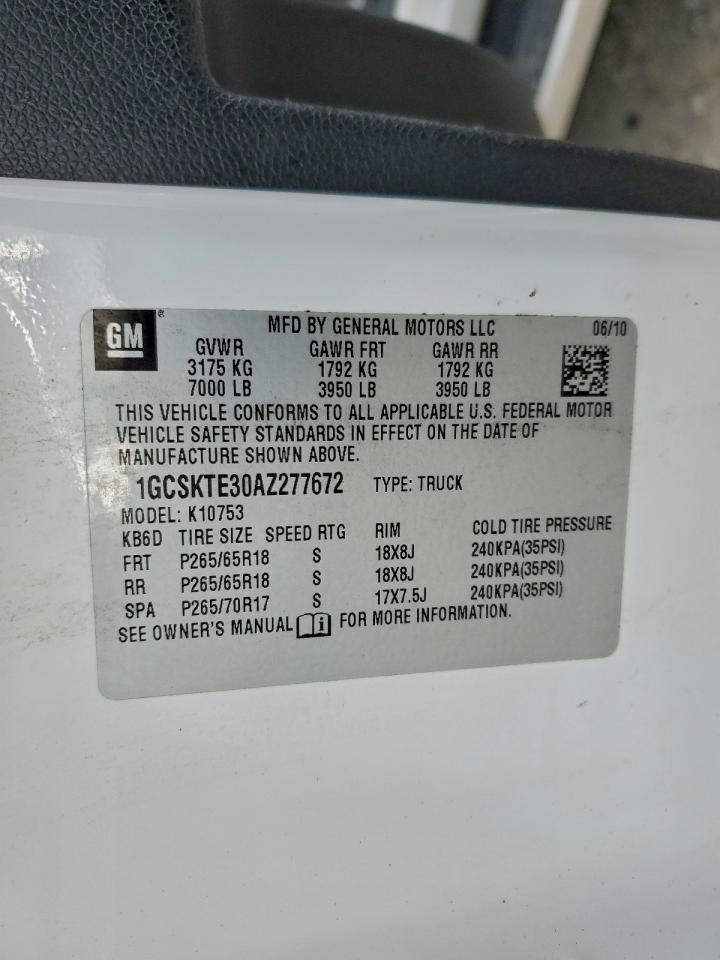 GM®
MFD BY GENERAL MOTORS LLC 06/10
GVWR GAWR FRT GAWR RR
3175 KG 1792 KG 1792 KG
7000 LB 3950 LB 3950 LB
THIS VEHICLE CONFORMS TO ALL APPLICABLE U.S. FEDERAL MOTOR
VEHICLE SAFETY STANDARDS IN EFFECT ON THE DATE OF
MANUFACTURE SHOWN ABOVE.
1GCSKTE30AZ277672 TYPE: TRUCK
MODEL: K10753
KB6D TIRE SIZE SPEED RTG RIM COLD TIRE PRESSURE
FRT P265/65R18 S 18X8J 240KPA(35PSI)
RR P265/65R18 S 18X8J 240KPA(35PSI)
SPA P265/70R17 S 17X7.5J 240KPA(35PSI)
SEE OWNER'S MANUAL i FOR MORE INFORMATION.